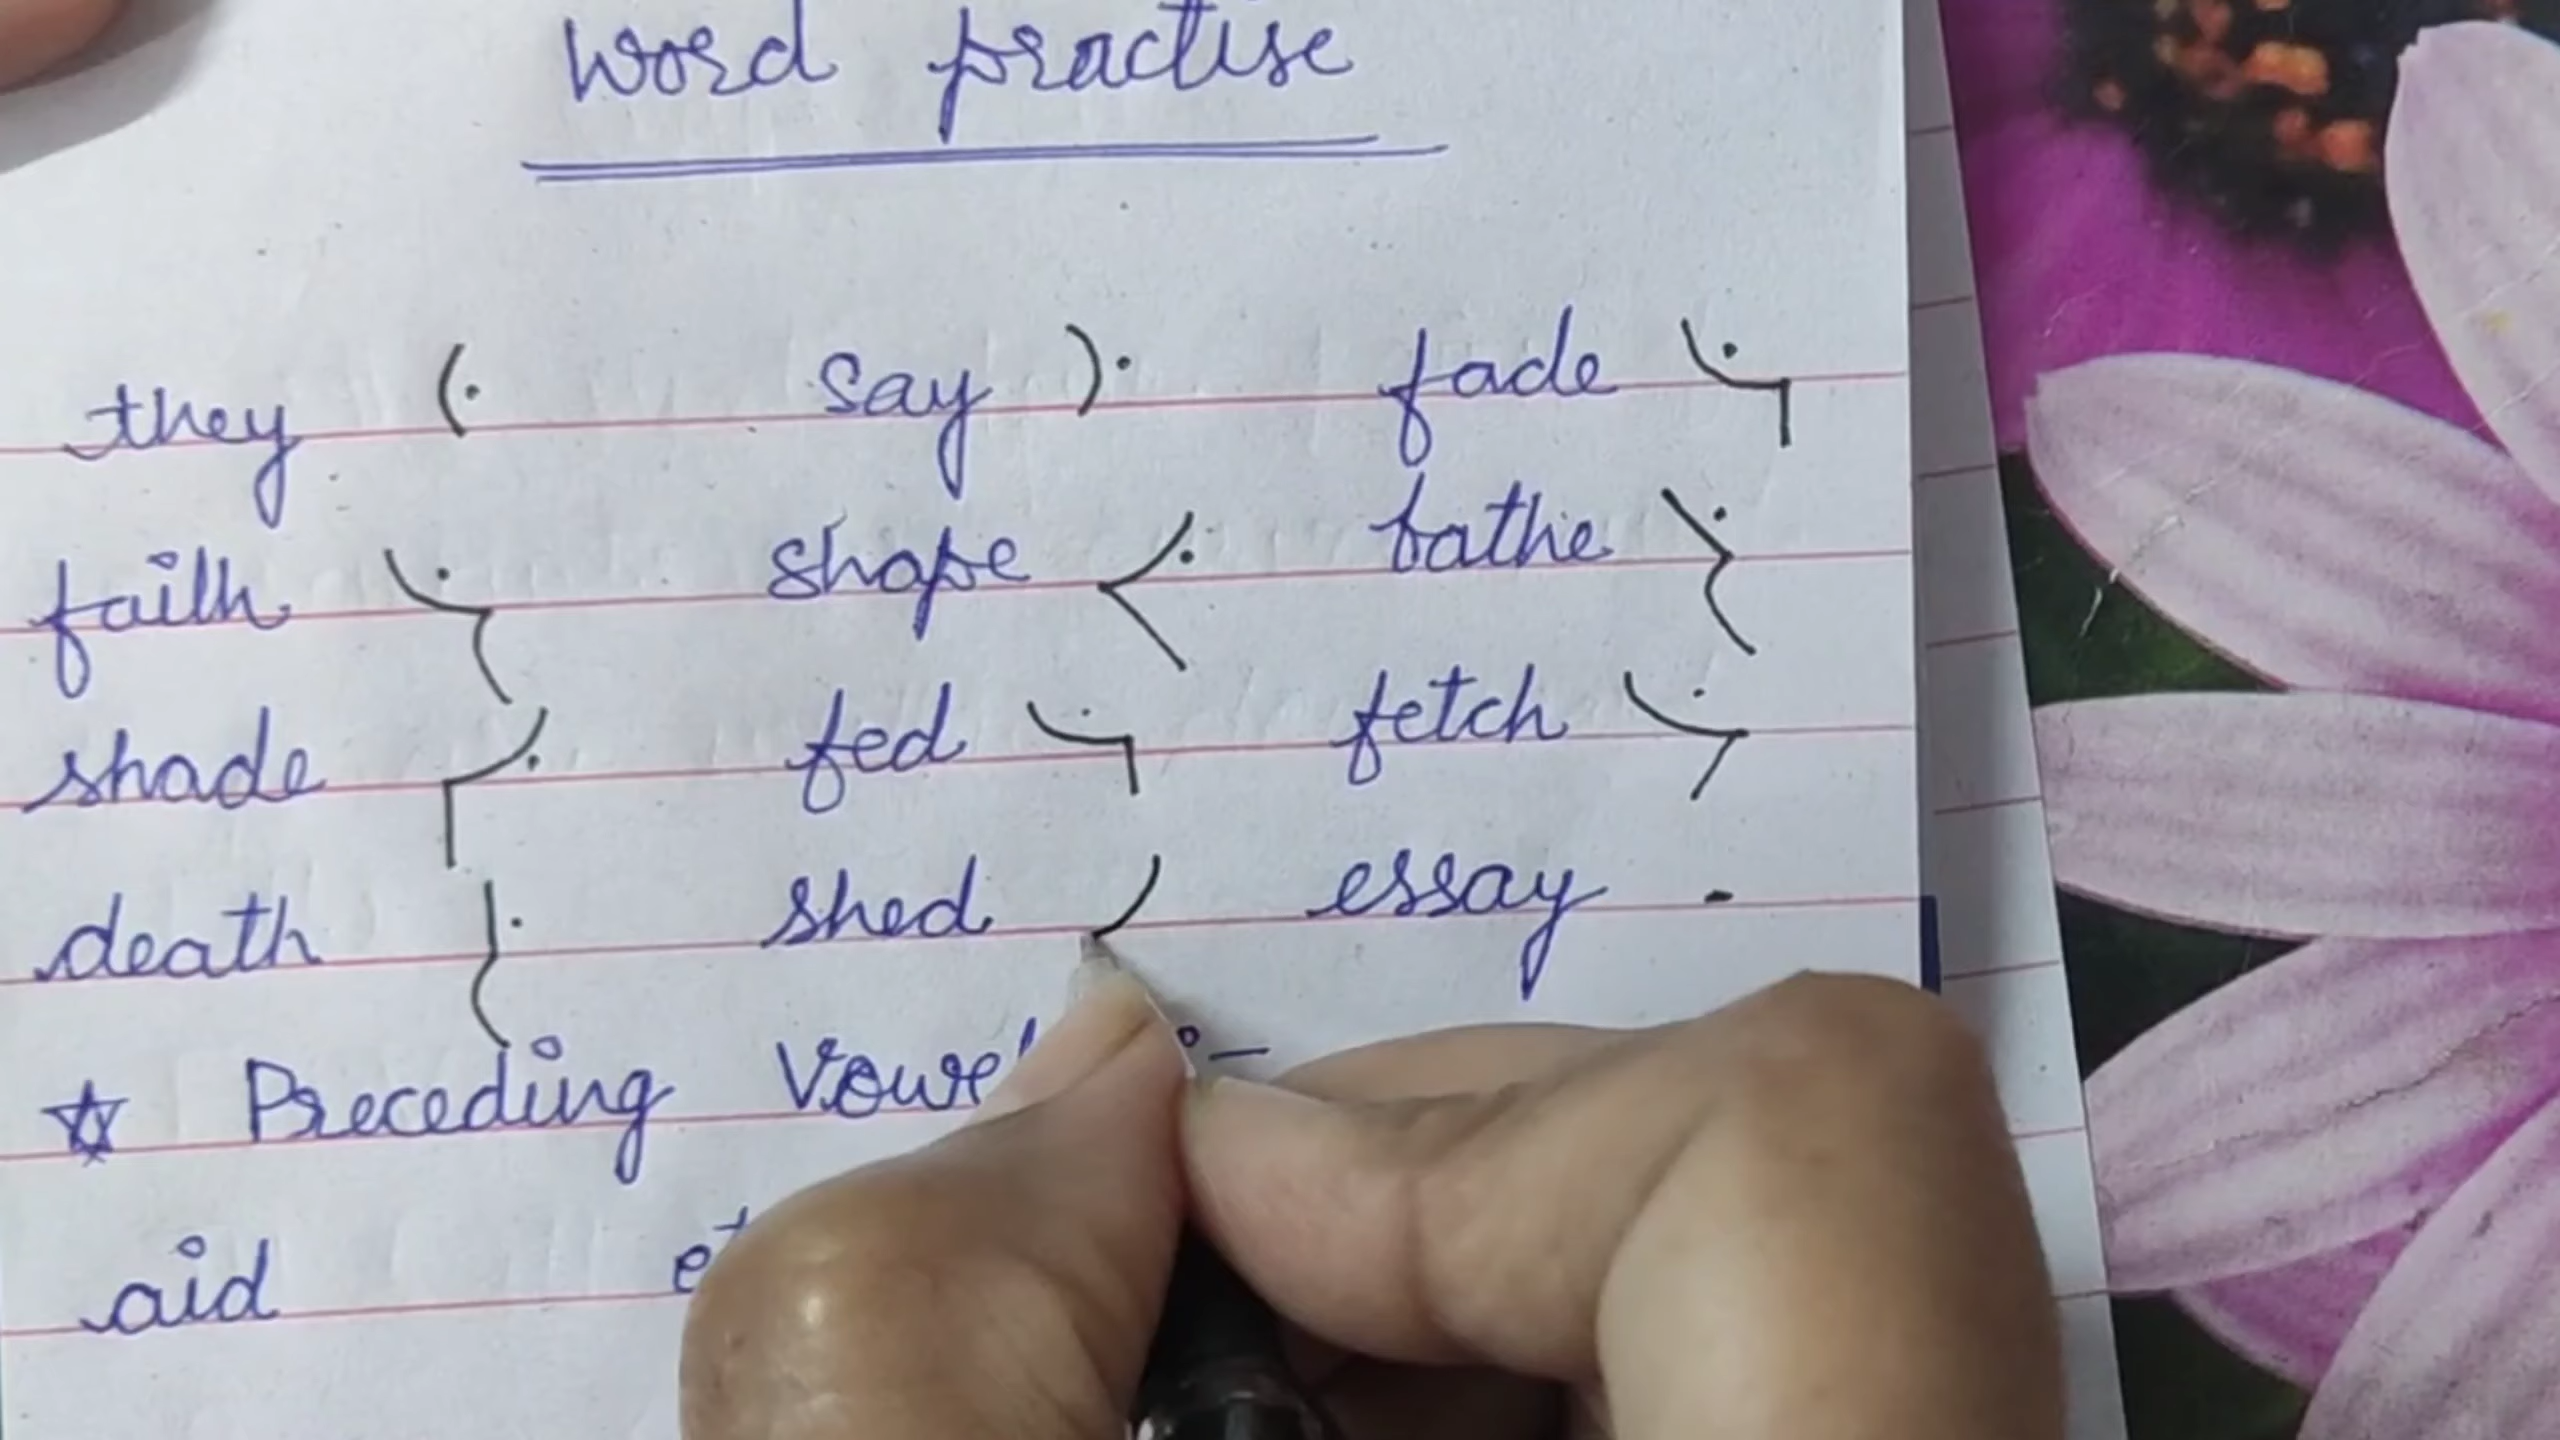 Word practise
they say fade
faith shape bathe
shade fed fetch
death shed essay -
☆ Preceding :-
aid